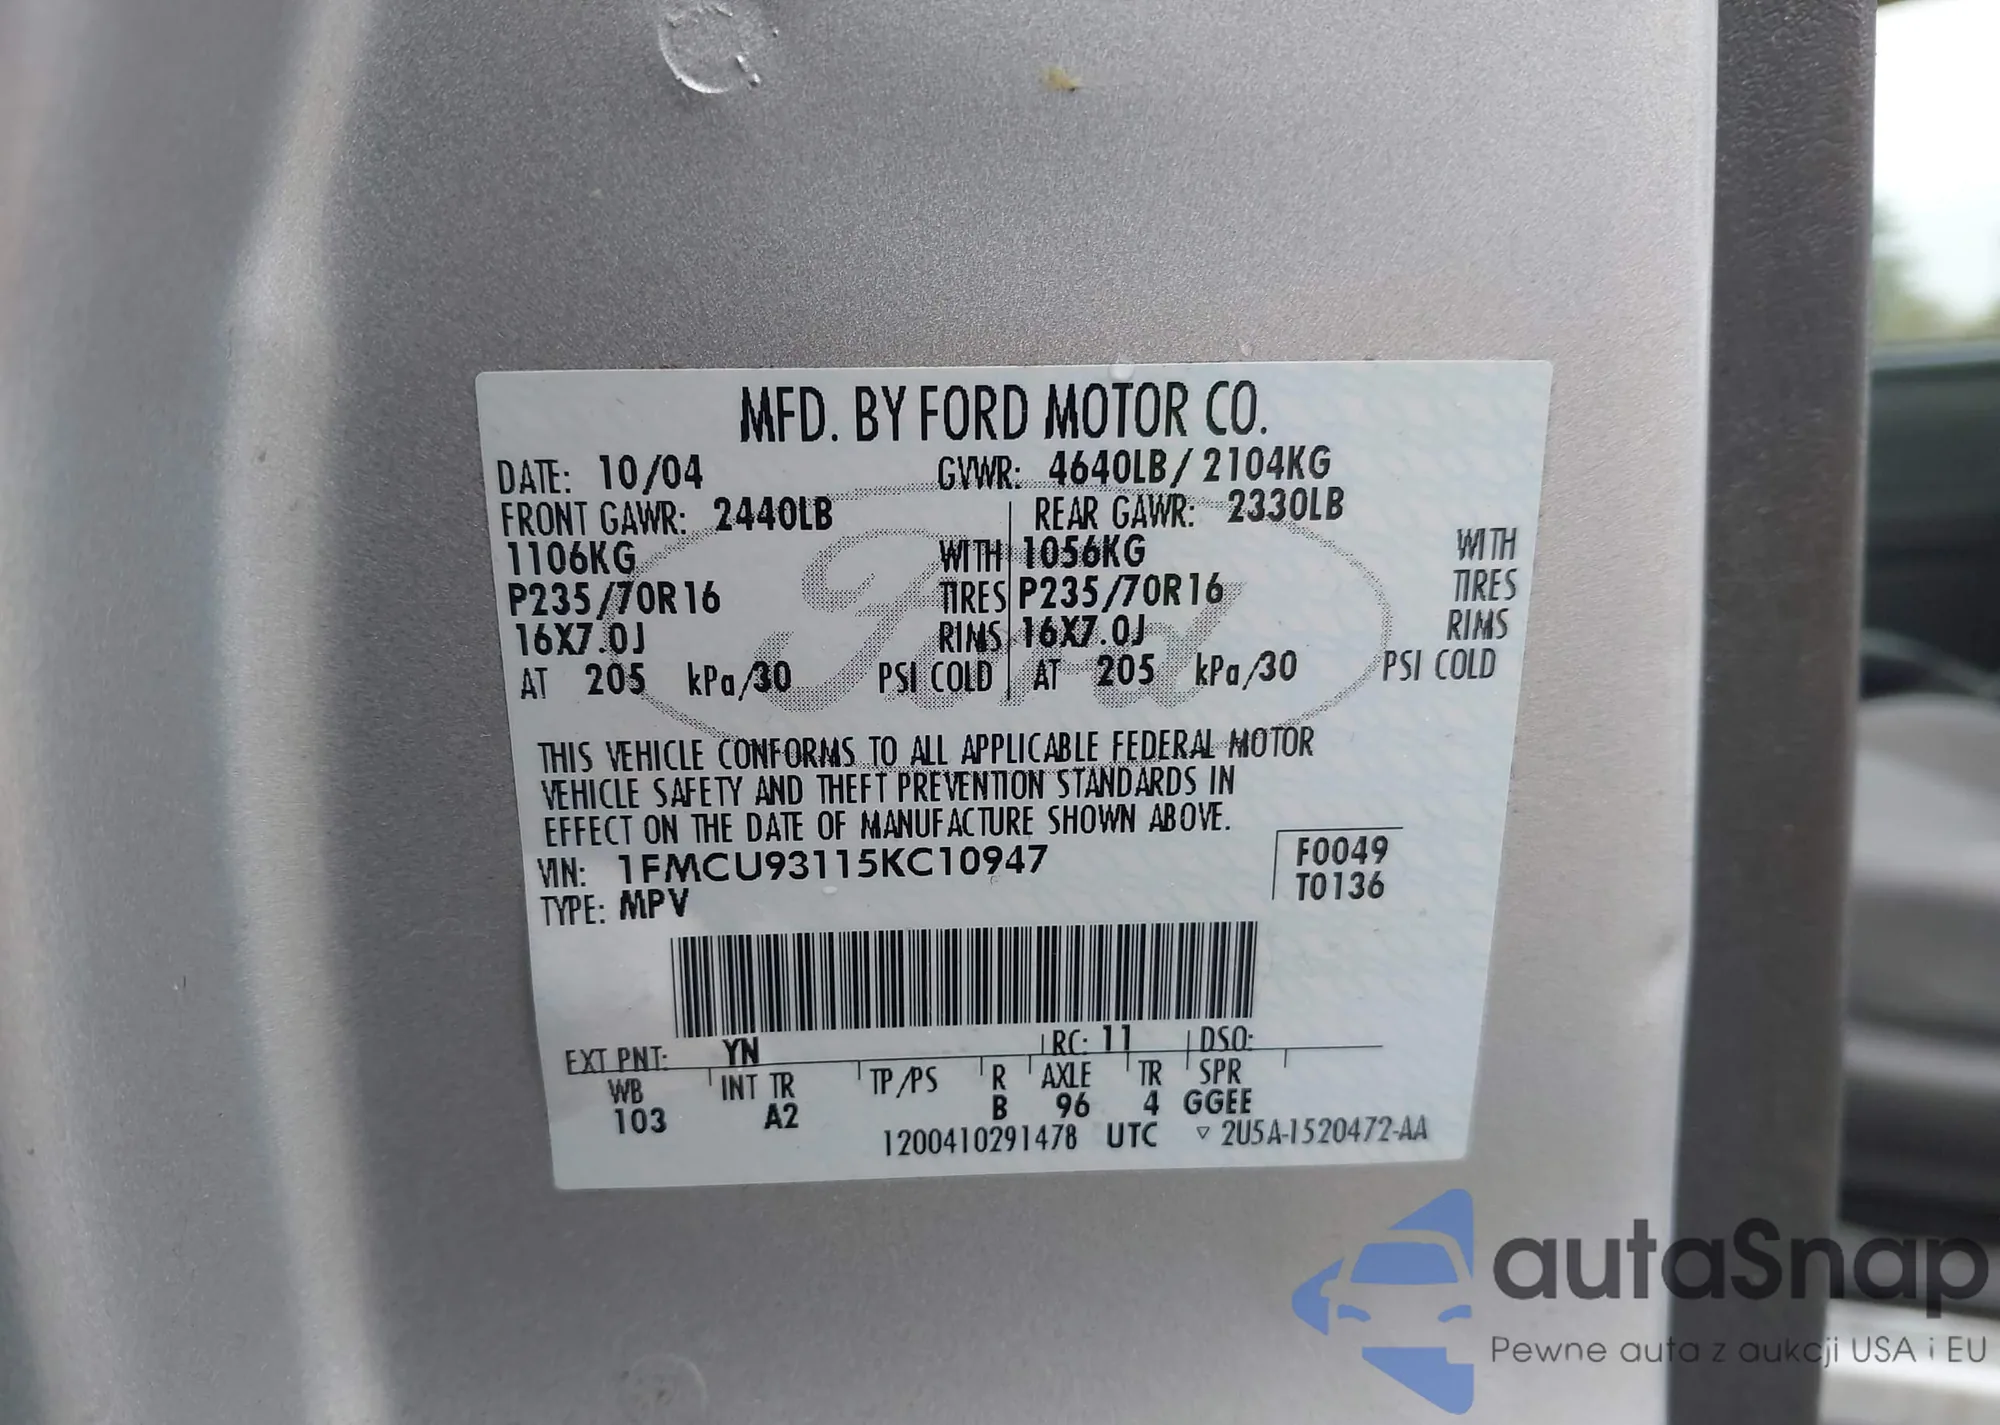 MFD. BY FORD MOTOR CO.
DATE: 10/04 GVWR: 4640LB/ 2104KG
FRONT GAWR: 2440LB REAR GAWR: 2330LB
1106KG WITH 1056KG WITH
P235/70R16 TIRES P235/70R16 TIRES
16X7.0J RIMS 16X7.0J RIMS
AT 205 kPa/30 PSI COLD AT 205 kPa/30 PSI COLD
Ford
THIS VEHICLE CONFORMS TO ALL APPLICABLE FEDERAL MOTOR
VEHICLE SAFETY AND THEFT PREVENTION STANDARDS IN
EFFECT ON THE DATE OF MANUFACTURE SHOWN ABOVE.
VIN: 1FMCU93115KC10947 F0049
TYPE: MPV T0136
EXT PNT: YN RC: 11 DSO:
WB INT TR TP/PS R AXLE TR SPR
103 A2 B 96 4 GGEE
1200410291478 UTC ▽ 2U5A-1520472-AA
autaSnap
Pewne auta z aukcji USA i EU